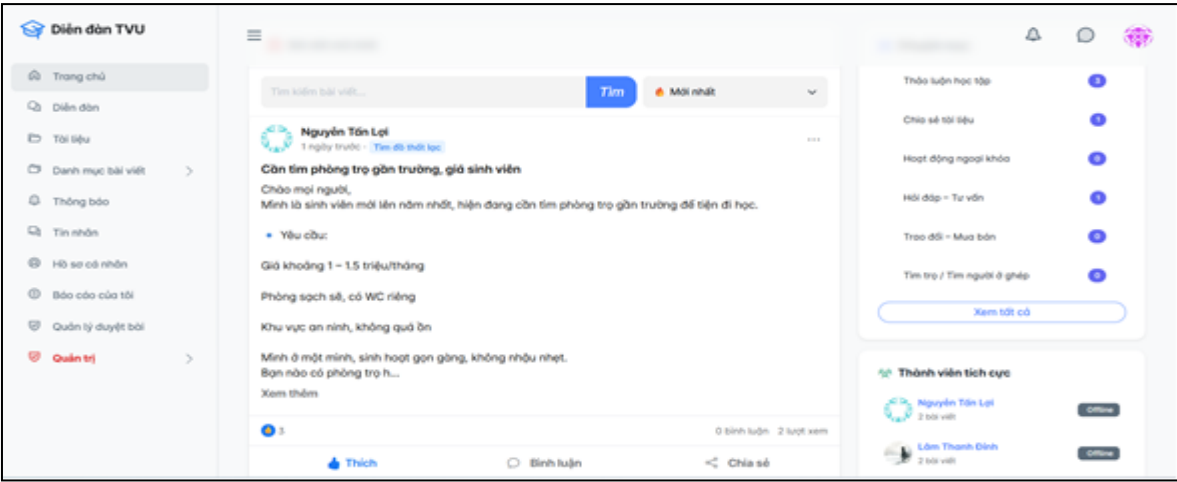 Diễn đàn TVU
Trang chủ
Diễn đàn
Tài liệu
Danh mục bài viết
Thông báo
Tin nhắn
Hồ sơ cá nhân
Báo cáo của tôi
Quản lý duyệt bài
Quản trị
Tìm kiếm bài viết...
Tìm
Mới nhất
Nguyễn Tấn Lợi
1 ngày trước - Tìm đồ thất lạc
Cần tìm phòng trọ gần trường, giá sinh viên
Chào mọi người,
Mình là sinh viên mới lên năm nhất, hiện đang cần tìm phòng trọ gần trường để tiện đi học.
• Yêu cầu:
Giá khoảng 1 – 1.5 triệu/tháng
Phòng sạch sẽ, có WC riêng
Khu vực an ninh, không quá ồn
Mình ở một mình, sinh hoạt gọn gàng, không nhậu nhẹt.
Bạn nào có phòng trọ h...
Xem thêm
3
0 bình luận 2 lượt xem
Thích
Bình luận
Chia sẻ
Thảo luận học tập 3
Chia sẻ tài liệu 1
Hoạt động ngoại khóa 0
Hỏi đáp – Tư vấn 1
Trao đổi – Mua bán 0
Tìm trọ / Tìm người ở ghép 0
Xem tất cả
Thành viên tích cực
Nguyễn Tấn Lợi
2 bài viết
Offline
Lâm Thanh Đỉnh
2 bài viết
Offline